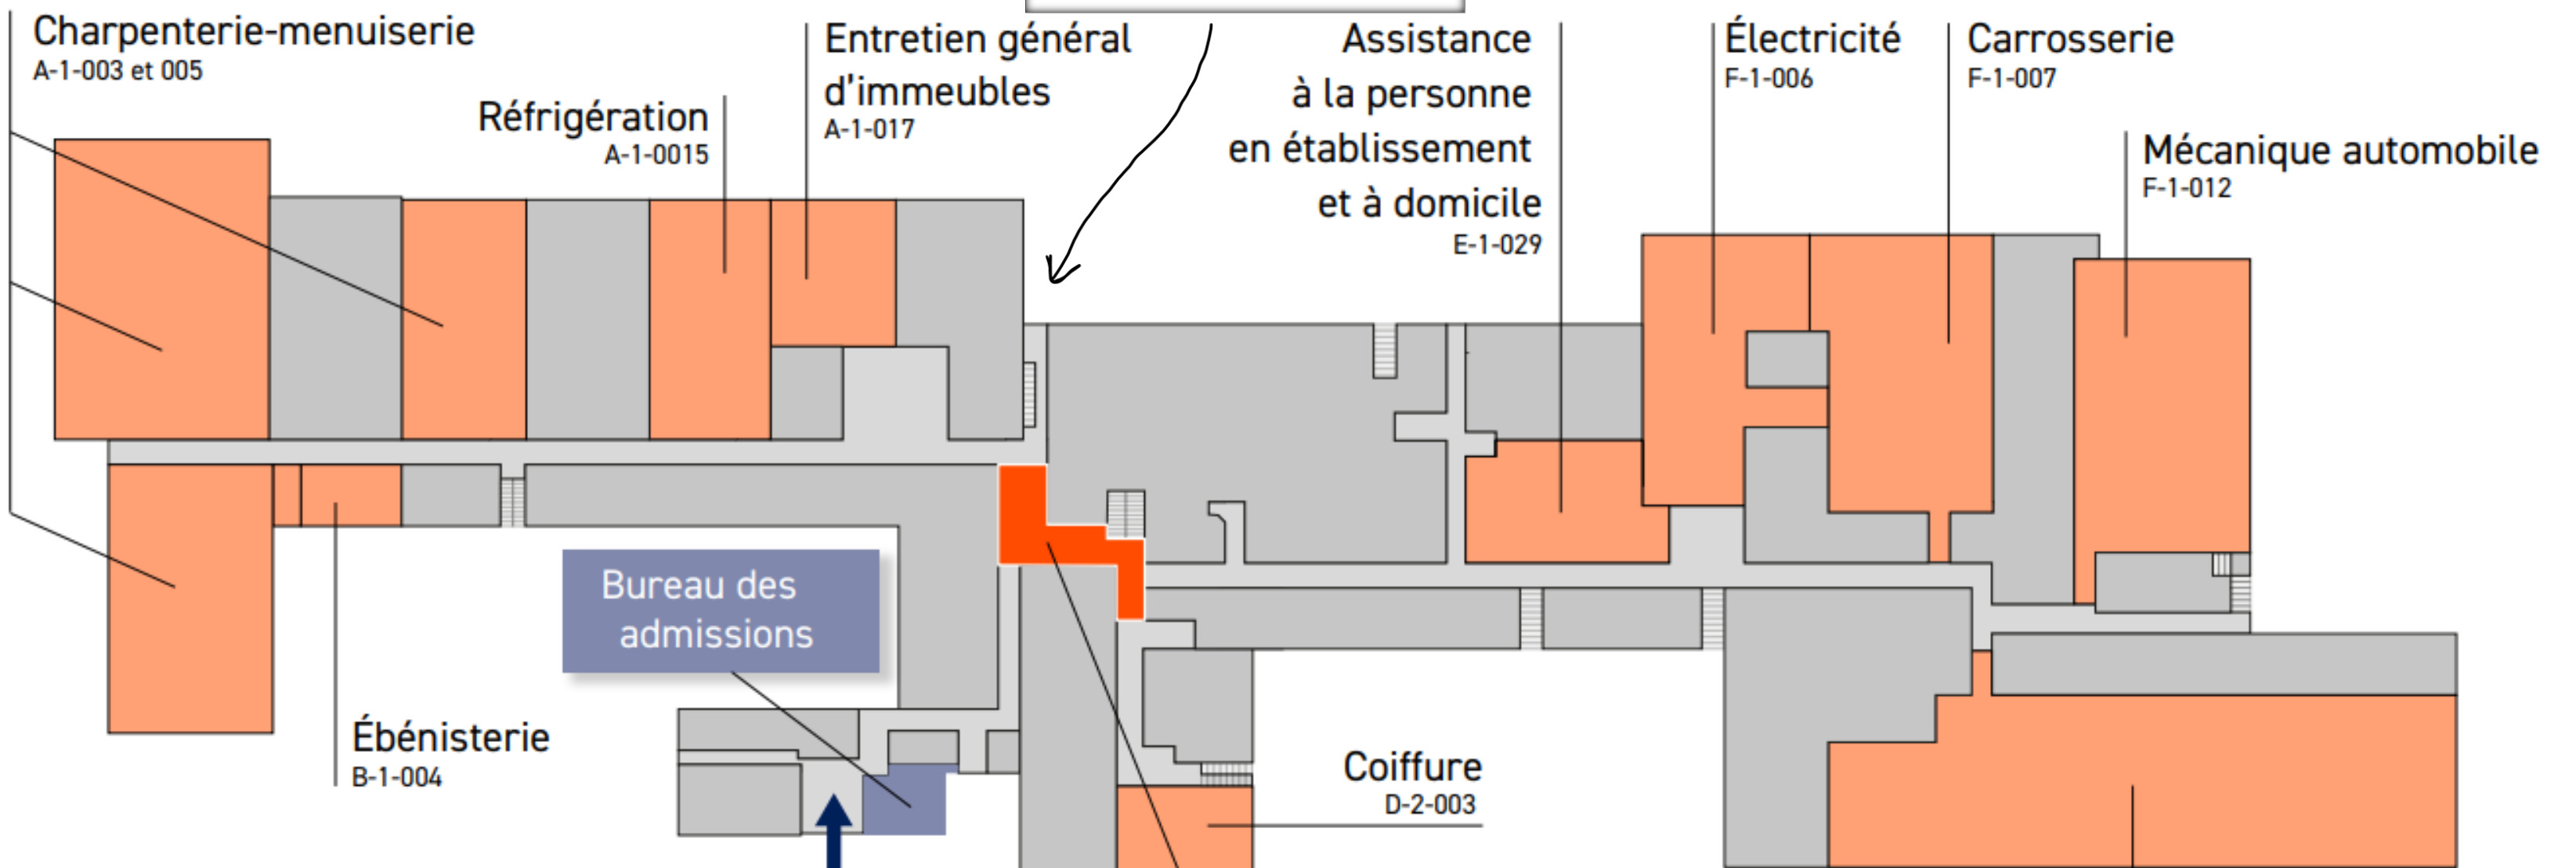 Charpenterie-menuiserie
A-1-003 et 005
Réfrigération
A-1-0015
Entretien général
d'immeubles
A-1-017
Assistance
à la personne
en établissement
et à domicile
E-1-029
Électricité
F-1-006
Carrosserie
F-1-007
Mécanique automobile
F-1-012
Bureau des
admissions
Ébénisterie
B-1-004
Coiffure
D-2-003